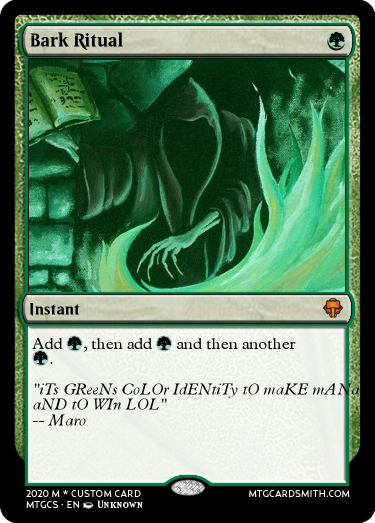 Bark Ritual
Instant
Add , then add and then another
.
"iTs GReeNs CoLOr IdENtiTy tO maKE mANa
aND tO WIn LOL"
-- Maro
2020 M * CUSTOM CARD
MTGCS · EN Unknown
MTGCARDSMITH.COM